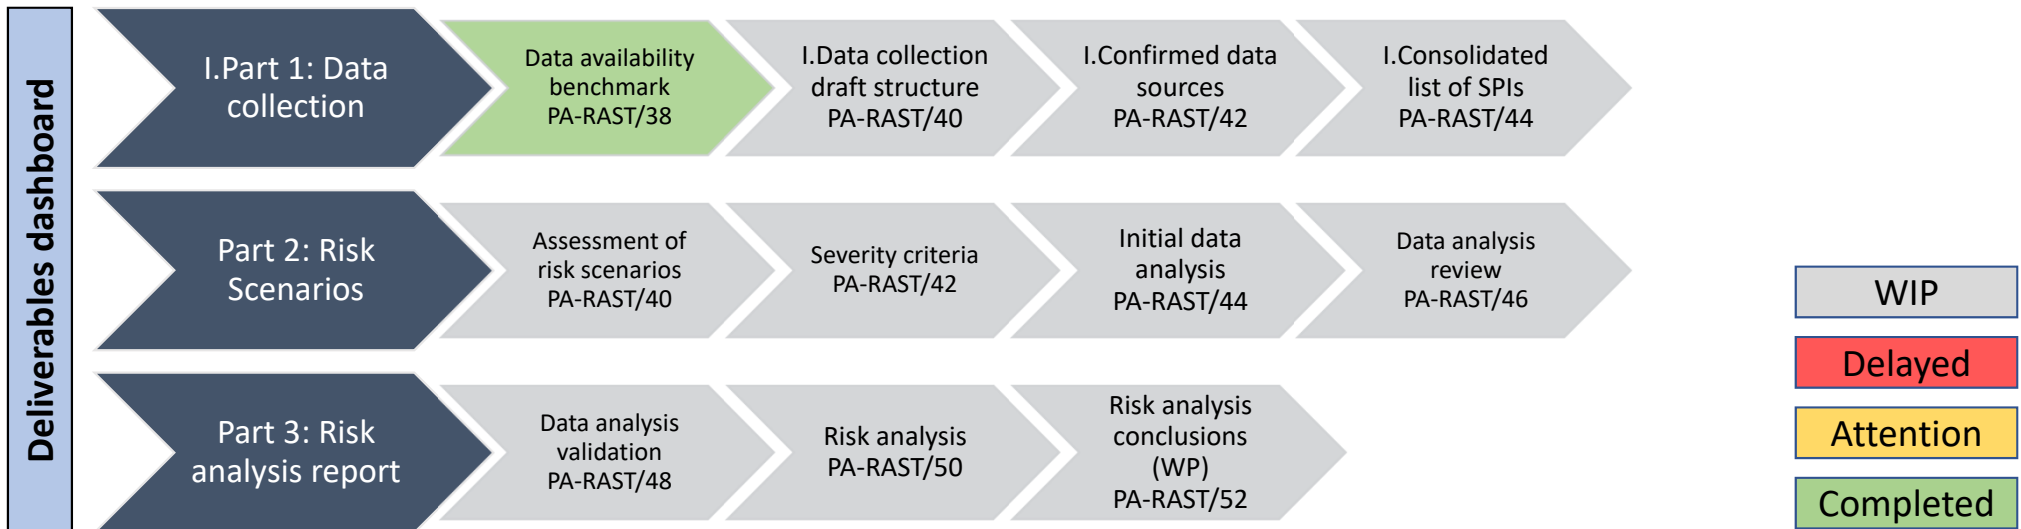 Deliverables dashboard
I.Part 1: Data
collection
Data availability
benchmark
PA-RAST/38
I.Data collection
draft structure
PA-RAST/40
I.Confirmed data
sources
PA-RAST/42
I.Consolidated
list of SPIs
PA-RAST/44
Part 2: Risk
Scenarios
Assessment of
risk scenarios
PA-RAST/40
Severity criteria
PA-RAST/42
Initial data
analysis
PA-RAST/44
Data analysis
review
PA-RAST/46
Part 3: Risk
analysis report
Data analysis
validation
PA-RAST/48
Risk analysis
PA-RAST/50
Risk analysis
conclusions
(WP)
PA-RAST/52
WIP
Delayed
Attention
Completed